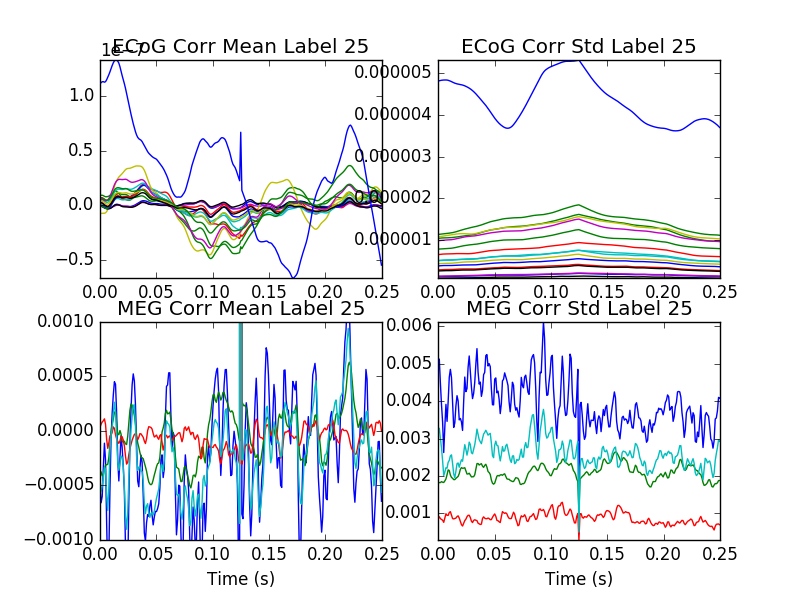 ECoG Corr Mean Label 25
1e−7
1.0
0.5
0.0
−0.5
0.00 0.05 0.10 0.15 0.20 0.25
ECoG Corr Std Label 25
0.000005
0.000004
0.000003
0.000002
0.000001
0.00 0.05 0.10 0.15 0.20 0.25
MEG Corr Mean Label 25
0.0010
0.0005
0.0000
−0.0005
−0.0010
0.00 0.05 0.10 0.15 0.20 0.25
Time (s)
MEG Corr Std Label 25
0.006
0.005
0.004
0.003
0.002
0.001
0.00 0.05 0.10 0.15 0.20 0.25
Time (s)